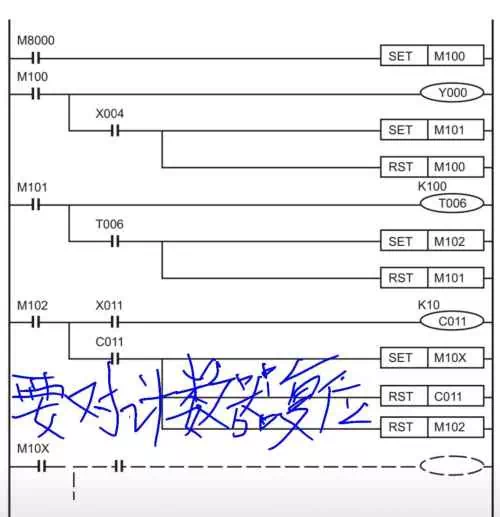 M8000
SET M100
M100
Y000
X004
SET M101
RST M100
M101
K100
T006
T006
SET M102
RST M101
M102 X011 K10
C011
C011
SET M10X
要对计数器复位
RST C011
RST M102
M10X